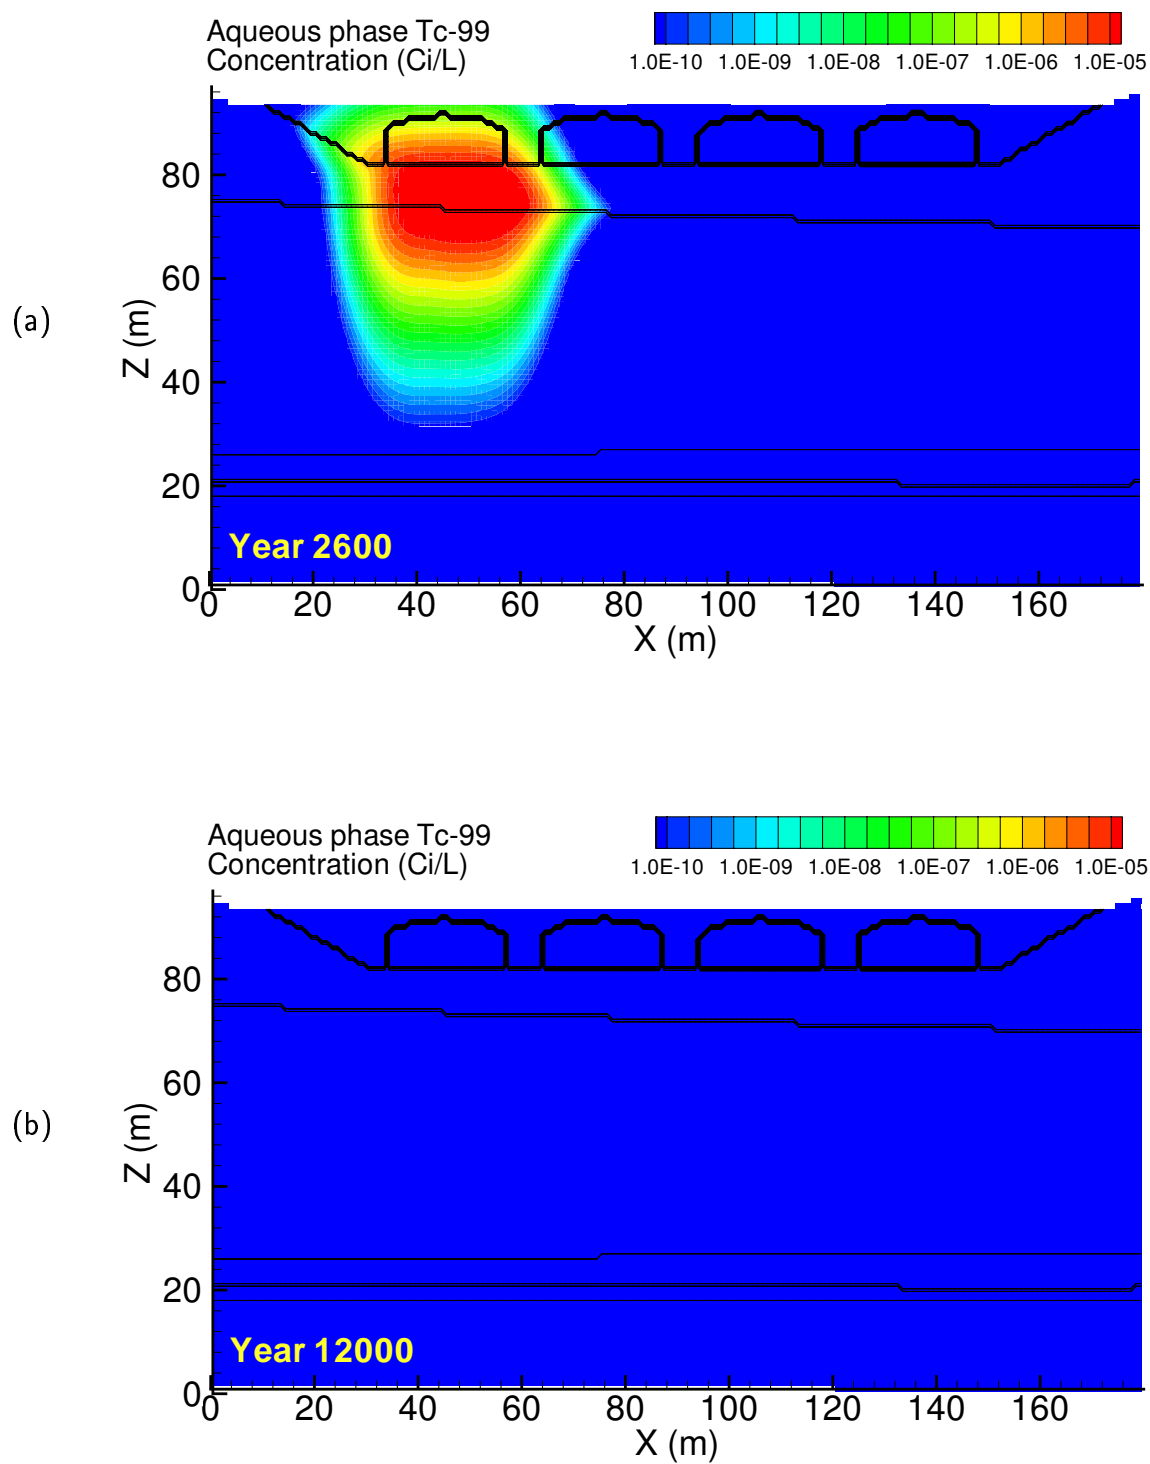 Aqueous phase Tc-99
Concentration (Ci/L)
1.0E-10 1.0E-09 1.0E-08 1.0E-07 1.0E-06 1.0E-05
(a)
Z (m)
80
60
40
20
0
Year 2600
0 20 40 60 80 100 120 140 160
X (m)
Aqueous phase Tc-99
Concentration (Ci/L)
1.0E-10 1.0E-09 1.0E-08 1.0E-07 1.0E-06 1.0E-05
(b)
Z (m)
80
60
40
20
0
Year 12000
0 20 40 60 80 100 120 140 160
X (m)